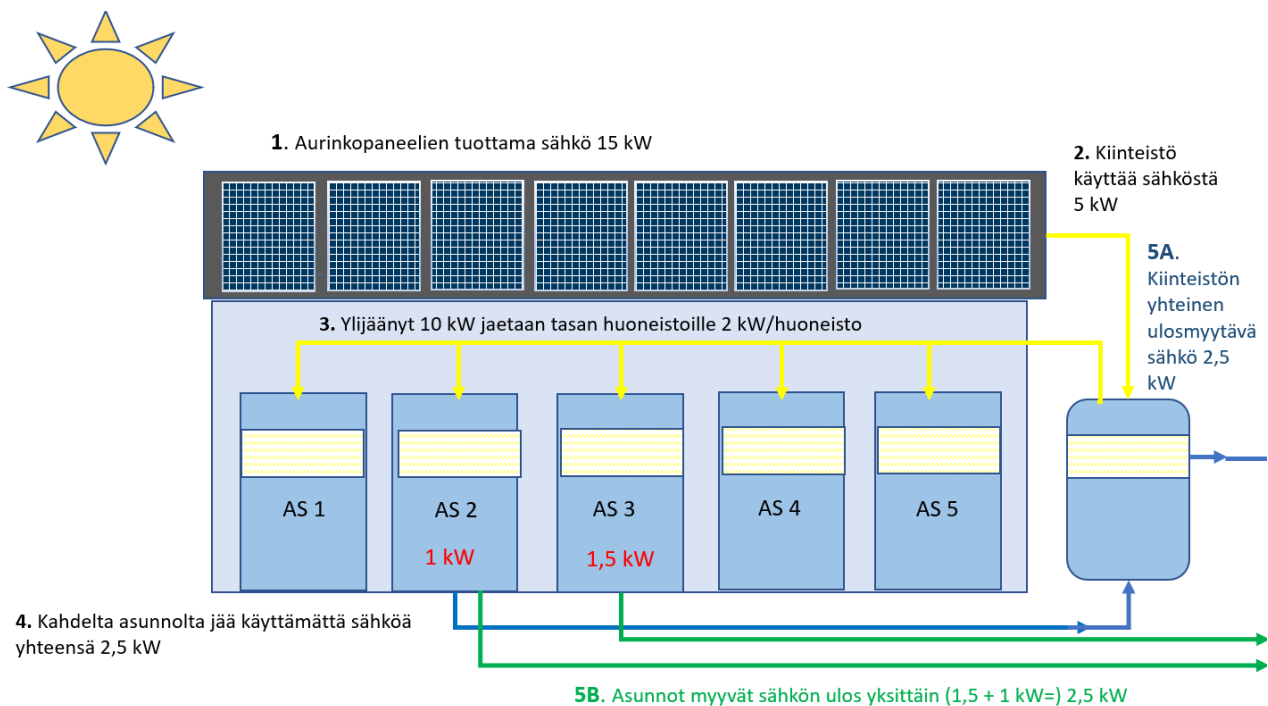 1. Aurinkopaneelien tuottama sähkö 15 kW
2. Kiinteistö
käyttää sähköstä
5 kW
5A.
Kiinteistön
yhteinen
ulosmyytävä
sähkö 2,5
kW
3. Ylijäänyt 10 kW jaetaan tasan huoneistoille 2 kW/huoneisto
AS 1
AS 2
AS 3
AS 4
AS 5
1 kW
1,5 kW
4. Kahdelta asunnolta jää käyttämättä sähköä
yhteensä 2,5 kW
5B. Asunnot myyvät sähkön ulos yksittäin (1,5 + 1 kW=) 2,5 kW